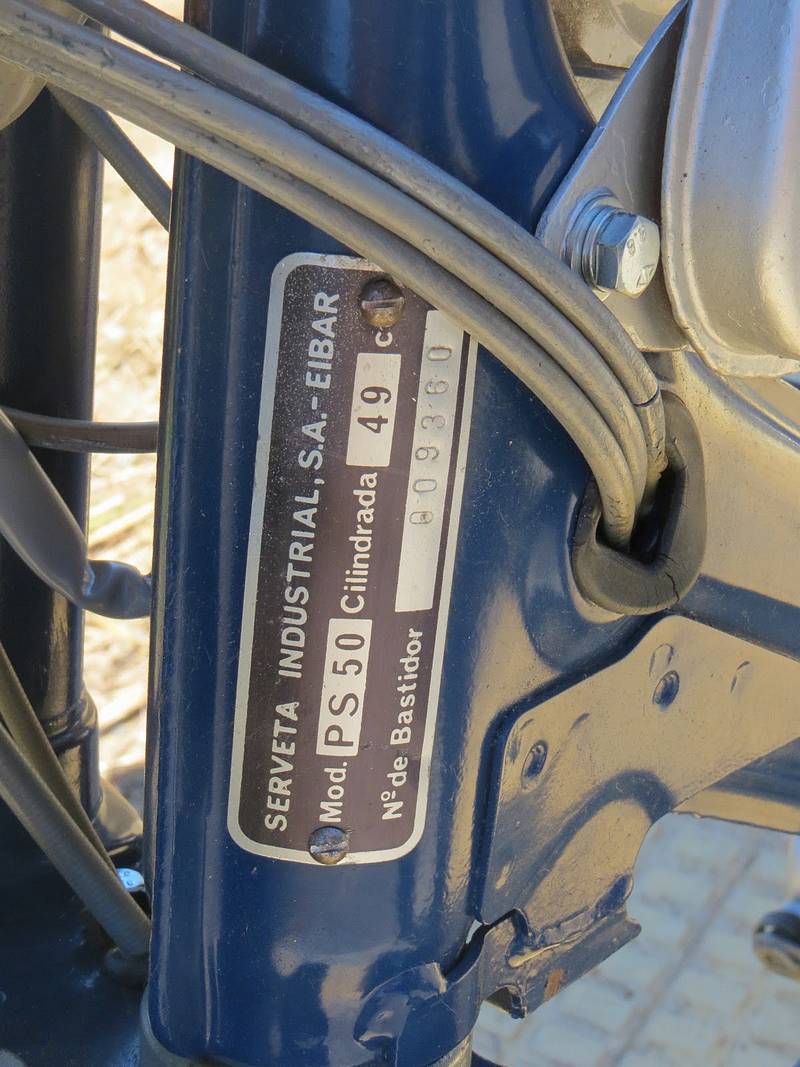 SERVETA INDUSTRIAL, S.A.-EIBAR
Mod. PS 50 Cilindrada 49 c
Nº de Bastidor 009360